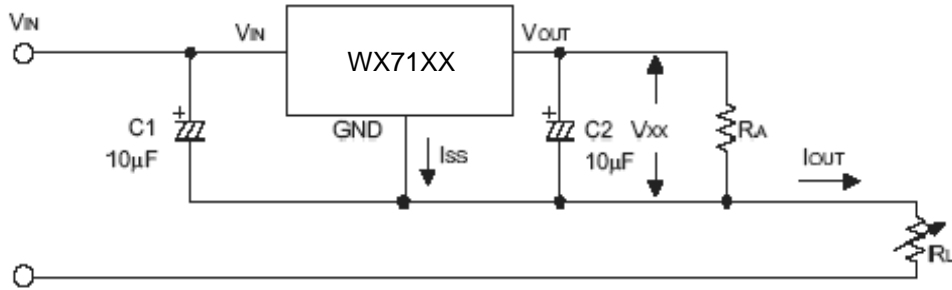 VIN
VIN
WX71XX
VOUT
C1
10μF
GND
ISS
C2
10μF
VXX
RA
IOUT
RL